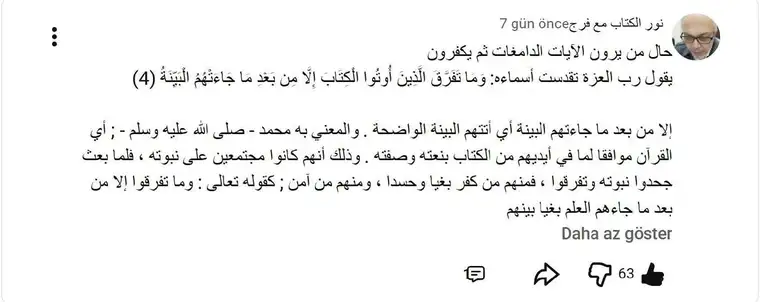 نور الكتاب مع فرج 7 gün önce
حال من يرون الآيات الدامغات ثم يكفرون
يقول رب العزة تقدست أسماءه: وَمَا تَفَرَّقَ الَّذِينَ أُوتُوا الْكِتَابَ إِلَّا مِن بَعْدِ مَا جَاءَتْهُمُ الْبَيِّنَةُ (4)
إلا من بعد ما جاءتهم البينة أي أتتهم البينة الواضحة . والمعني به محمد - صلى الله عليه وسلم - ; أي
القرآن موافقا لما في أيديهم من الكتاب بنعته وصفته . وذلك أنهم كانوا مجتمعين على نبوته ، فلما بعث
جحدوا نبوته وتفرقوا ، فمنهم من كفر بغيا وحسدا ، ومنهم من آمن ; كقوله تعالى : وما تفرقوا إلا من
بعد ما جاءهم العلم بغيا بينهم
Daha az göster
63
1